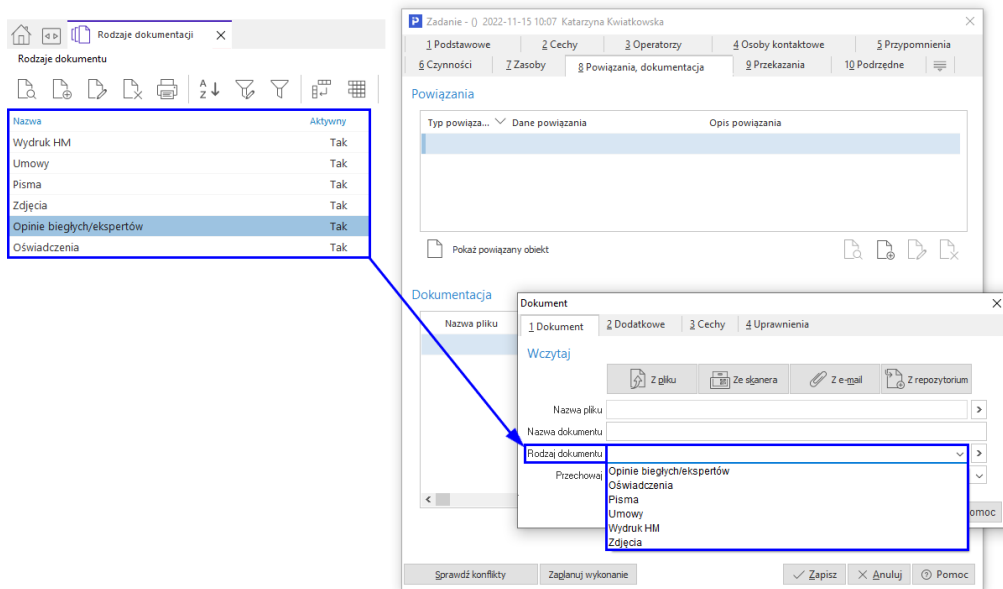 Rodzaje dokumentacji
Rodzaje dokumentu
Nazwa Aktywny
Wydruk HM Tak
Umowy Tak
Pisma Tak
Zdjęcia Tak
Opinie biegłych/ekspertów Tak
Oświadczenia Tak
Zadanie - () 2022-11-15 10:07 Katarzyna Kwiatkowska
1 Podstawowe 2 Cechy 3 Operatorzy 4 Osoby kontaktowe 5 Przypomnienia
6 Czynności 7 Zasoby 8 Powiązania, dokumentacja 9 Przekazania 10 Podrzędne
Powiązania
Typ powiąza... Dane powiązania Opis powiązania
Pokaż powiązany obiekt
Dokumentacja
Nazwa pliku
Dokument
1 Dokument 2 Dodatkowe 3 Cechy 4 Uprawnienia
Wczytaj
Z pliku Ze skanera Z e-mail Z repozytorium
Nazwa pliku
Nazwa dokumentu
Rodzaj dokumentu
Przechowaj
Opinie biegłych/ekspertów
Oświadczenia
Pisma
Umowy
Wydruk HM
Zdjęcia
omoc
Sprawdź konflikty Zaplanuj wykonanie Zapisz Anuluj Pomoc